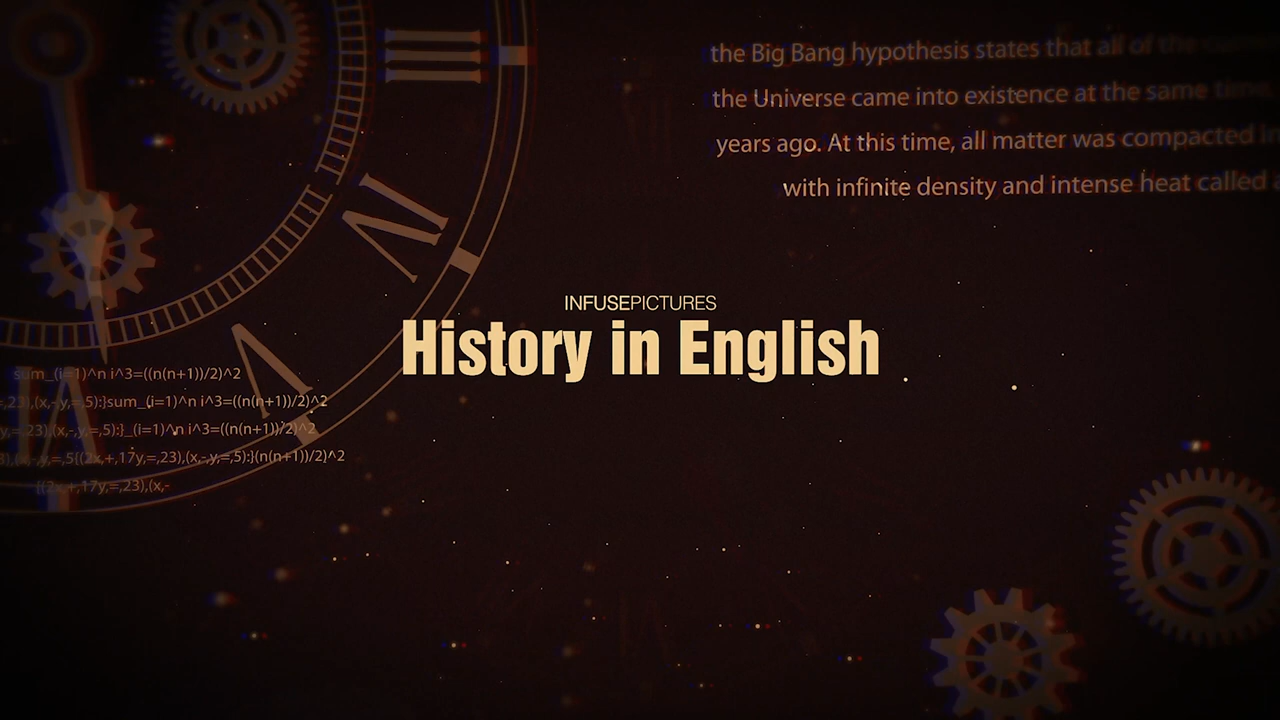 the Big Bang hypothesis states that all of the
the Universe came into existence at the same time
years ago. At this time, all matter was compacted
with infinite density and intense heat called
III
IV
V
INFUSEPICTURES
History in English
sum_(i=1)^n i^3=((n(n+1))/2)^2
,23),(x,-,y,=,5):}sum_(i=1)^n i^3=((n(n+1))/2)^2
y,=,23),(x,-,y,=,5):}_(i=1)^n i^3=((n(n+1))/2)^2
),(x,-,y,=,5{(2x,+,17y,=,23),(x,-,y,=,5):}(n(n+1))/2)^2
{(2x,+,17y,=,23),(x,-